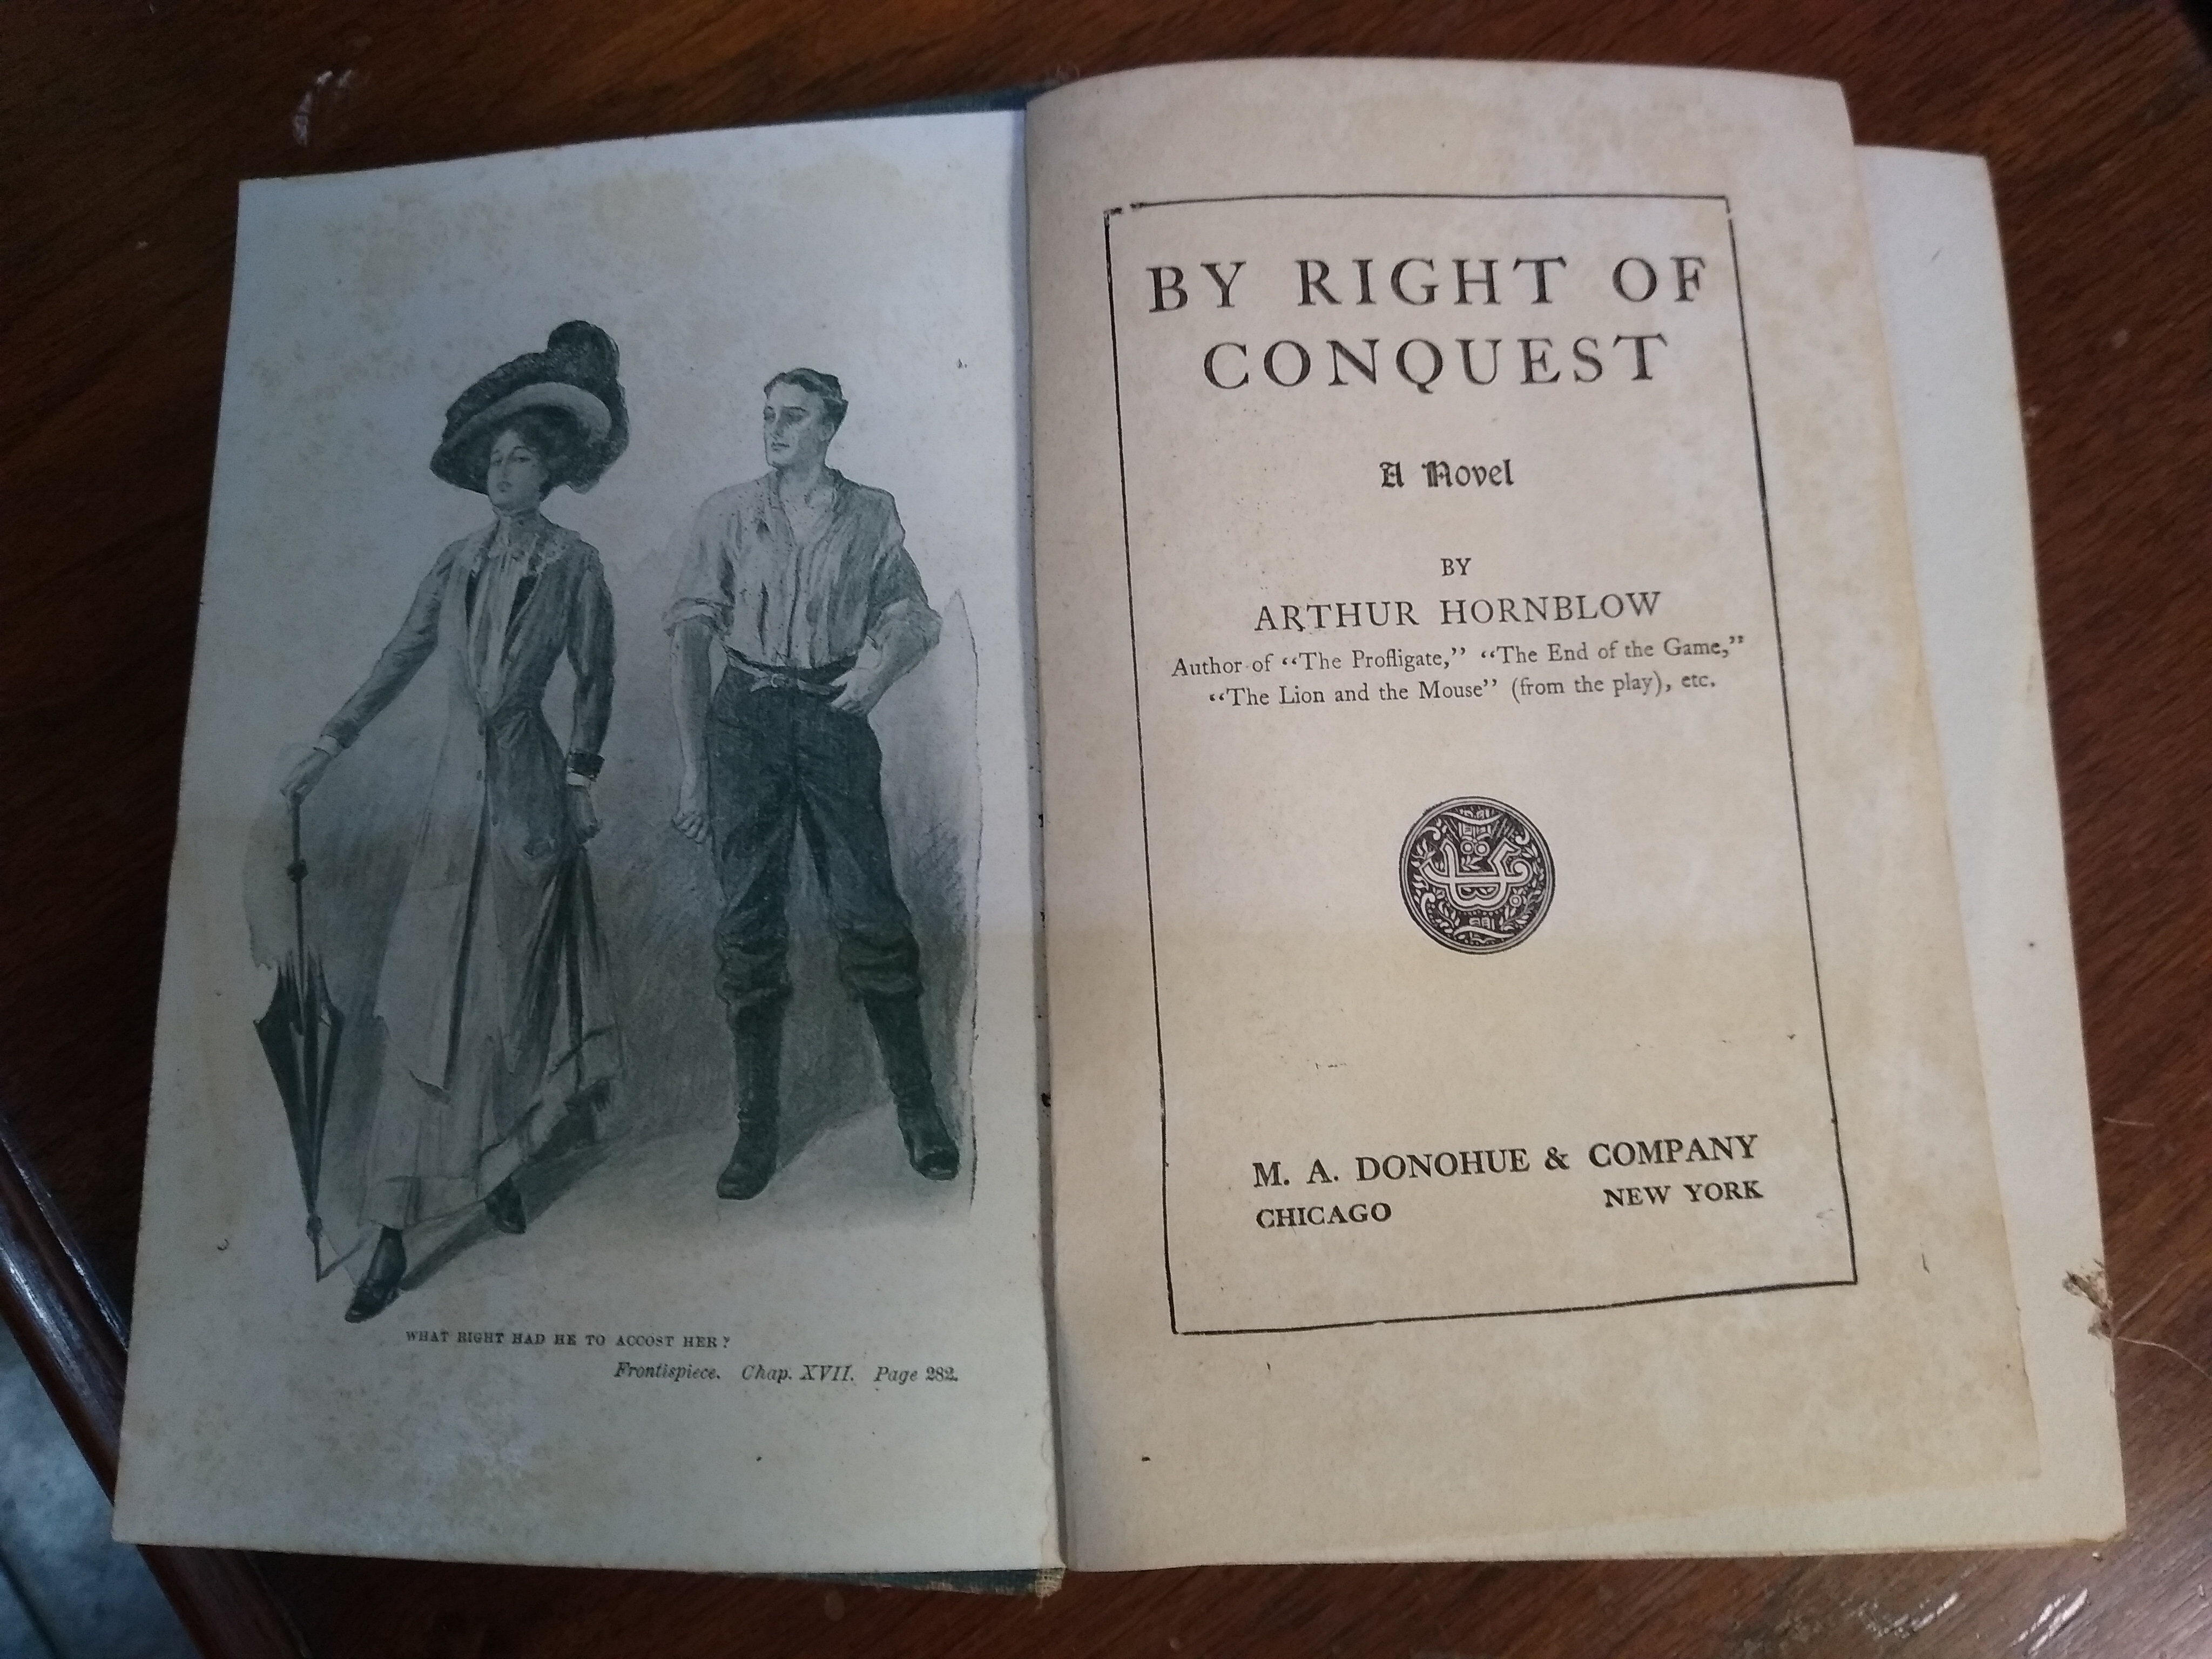 WHAT RIGHT HAD HE TO ACCOST HER?
Frontispiece. Chap. XVII. Page 282.
BY RIGHT OF
CONQUEST
A Novel
BY
ARTHUR HORNBLOW
Author of “The Profligate,” “The End of the Game,”
“The Lion and the Mouse” (from the play), etc.
M. A. DONOHUE & COMPANY
CHICAGO NEW YORK